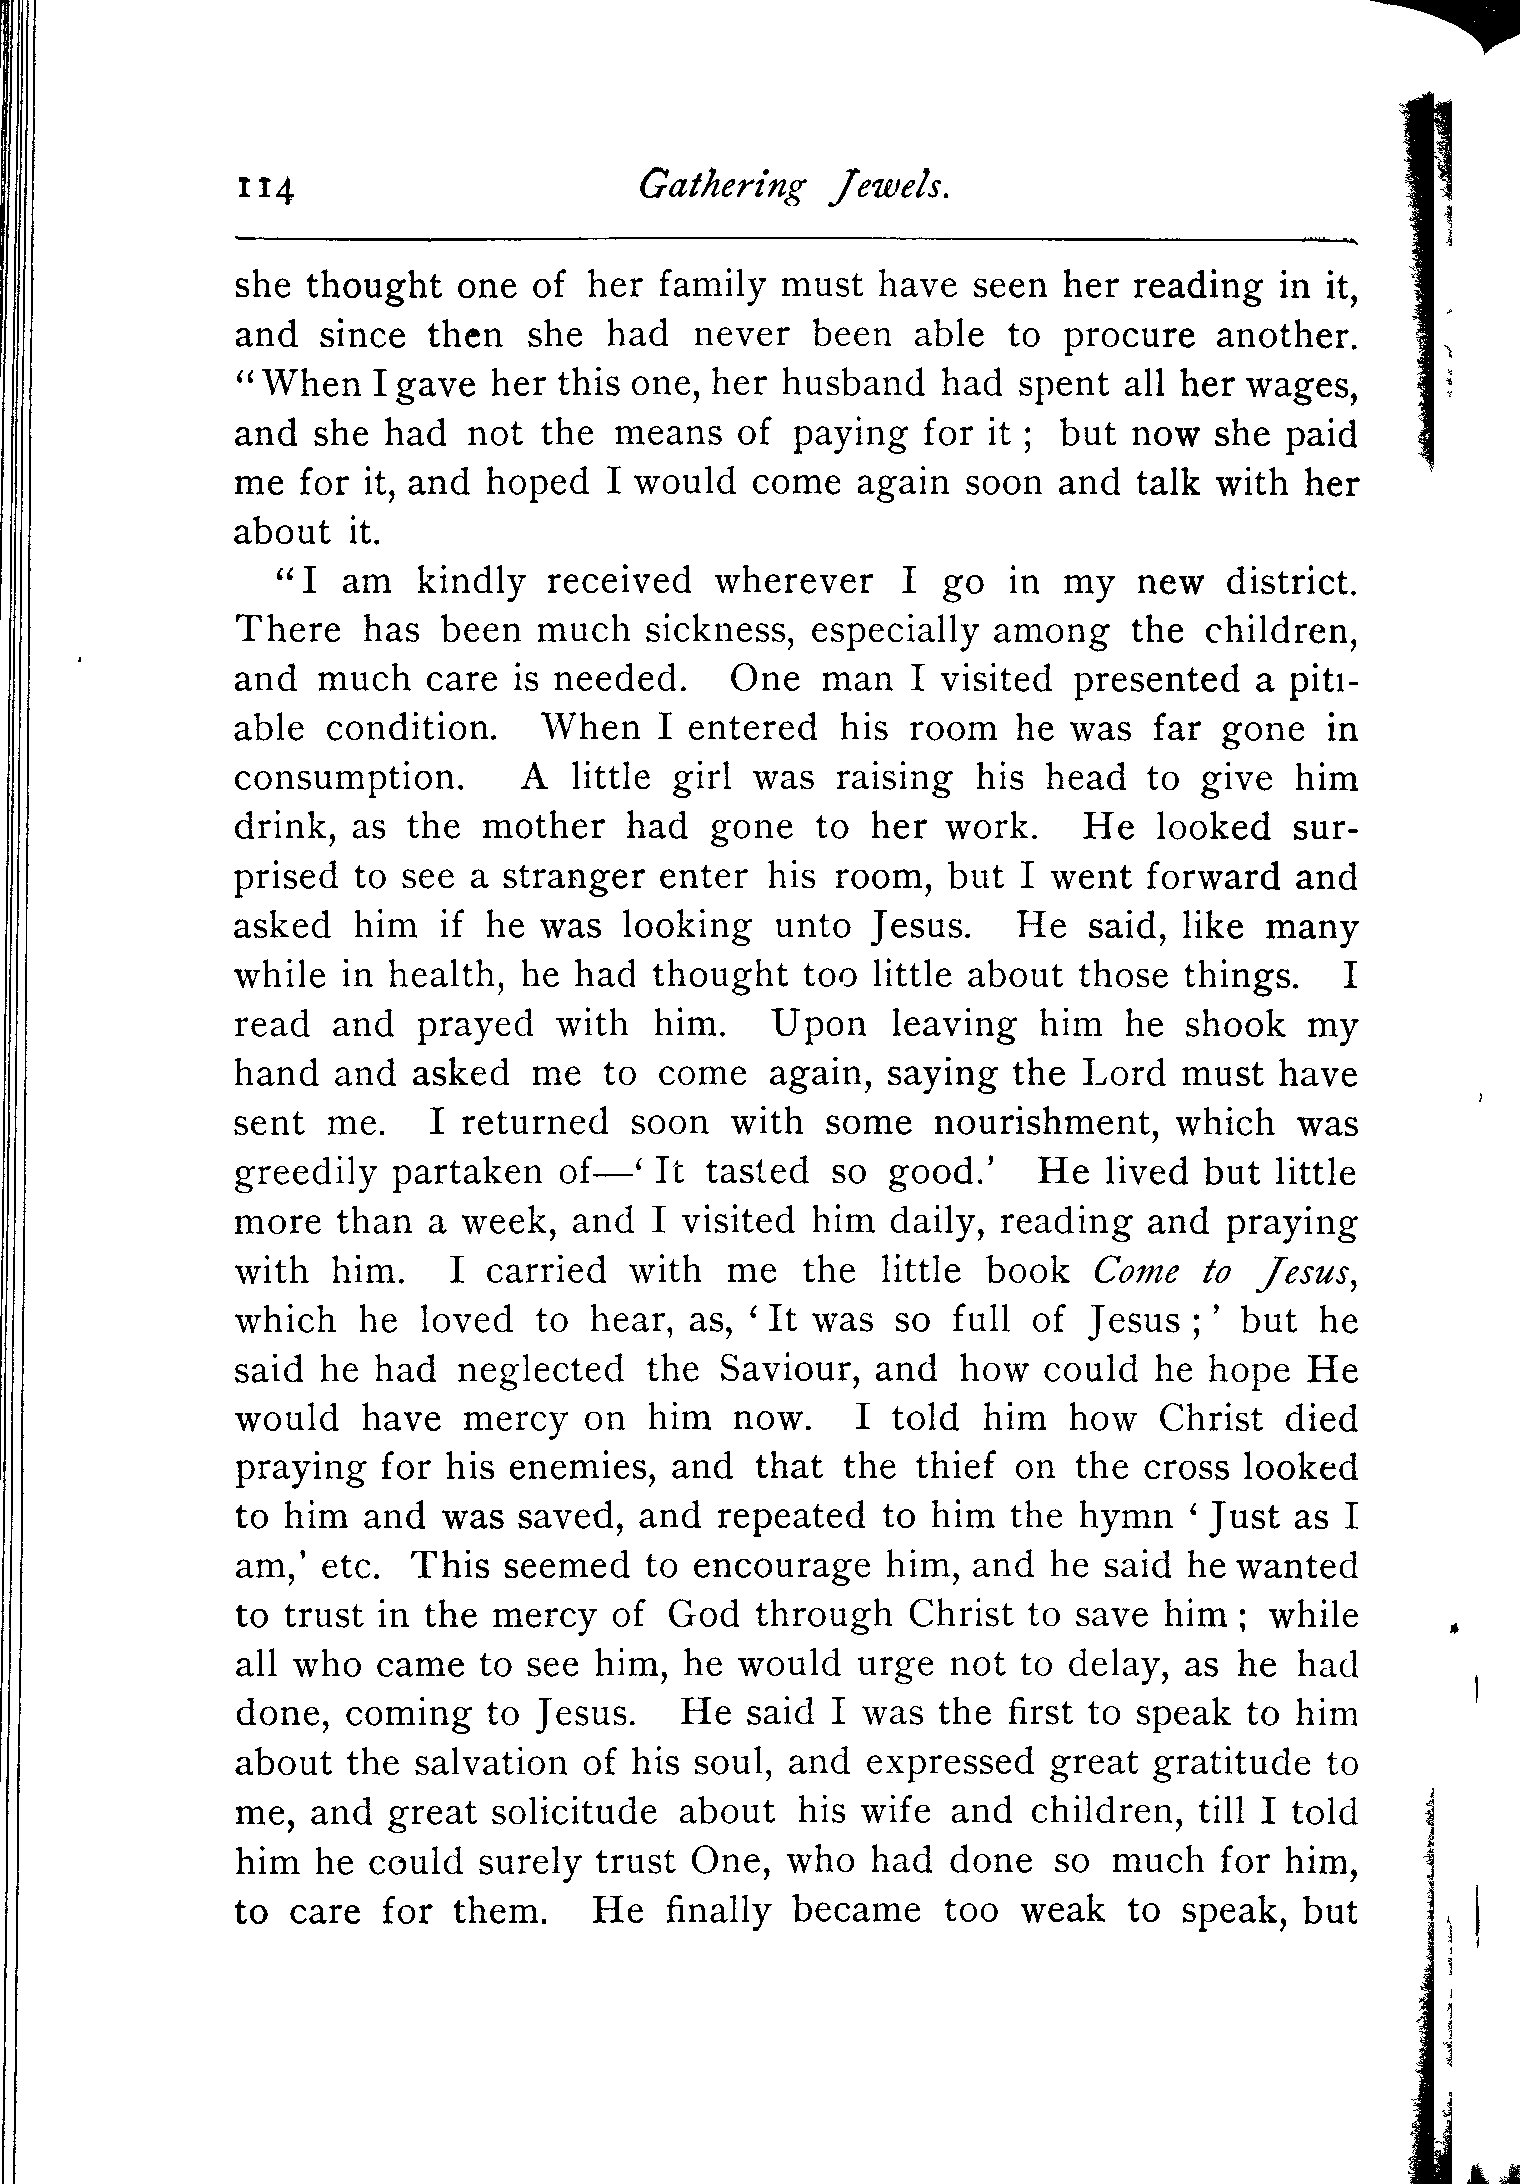 114 Gathering Jewels.
she thought one of her family must have seen her reading in it,
and since then she had never been able to procure another.
“When I gave her this one, her husband had spent all her wages,
and she had not the means of paying for it ; but now she paid
me for it, and hoped I would come again soon and talk with her
about it.
“I am kindly received wherever I go in my new district.
There has been much sickness, especially among the children,
and much care is needed. One man I visited presented a piti-
able condition. When I entered his room he was far gone in
consumption. A little girl was raising his head to give him
drink, as the mother had gone to her work. He looked sur-
prised to see a stranger enter his room, but I went forward and
asked him if he was looking unto Jesus. He said, like many
while in health, he had thought too little about those things. I
read and prayed with him. Upon leaving him he shook my
hand and asked me to come again, saying the Lord must have
sent me. I returned soon with some nourishment, which was
greedily partaken of—‘ It tasted so good.’ He lived but little
more than a week, and I visited him daily, reading and praying
with him. I carried with me the little book Come to Jesus,
which he loved to hear, as, ‘ It was so full of Jesus ; ’ but he
said he had neglected the Saviour, and how could he hope He
would have mercy on him now. I told him how Christ died
praying for his enemies, and that the thief on the cross looked
to him and was saved, and repeated to him the hymn ‘ Just as I
am,’ etc. This seemed to encourage him, and he said he wanted
to trust in the mercy of God through Christ to save him ; while
all who came to see him, he would urge not to delay, as he had
done, coming to Jesus. He said I was the first to speak to him
about the salvation of his soul, and expressed great gratitude to
me, and great solicitude about his wife and children, till I told
him he could surely trust One, who had done so much for him,
to care for them. He finally became too weak to speak, but